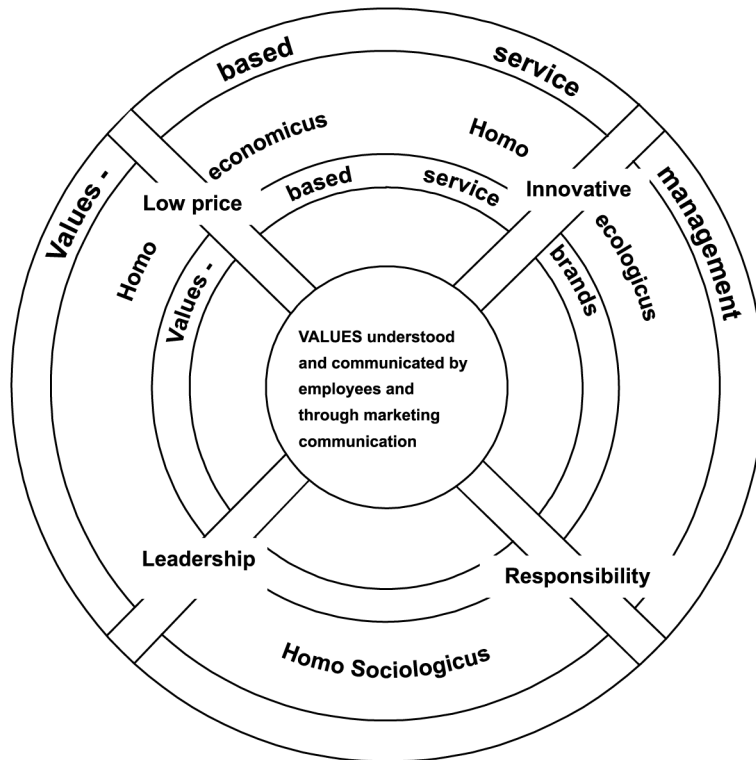 Values - based service management
Homo economicus
Homo ecologicus
Low price
Innovative
Values - based service brands
VALUES understood
and communicated by
employees and
through marketing
communication
Leadership
Responsibility
Homo Sociologicus